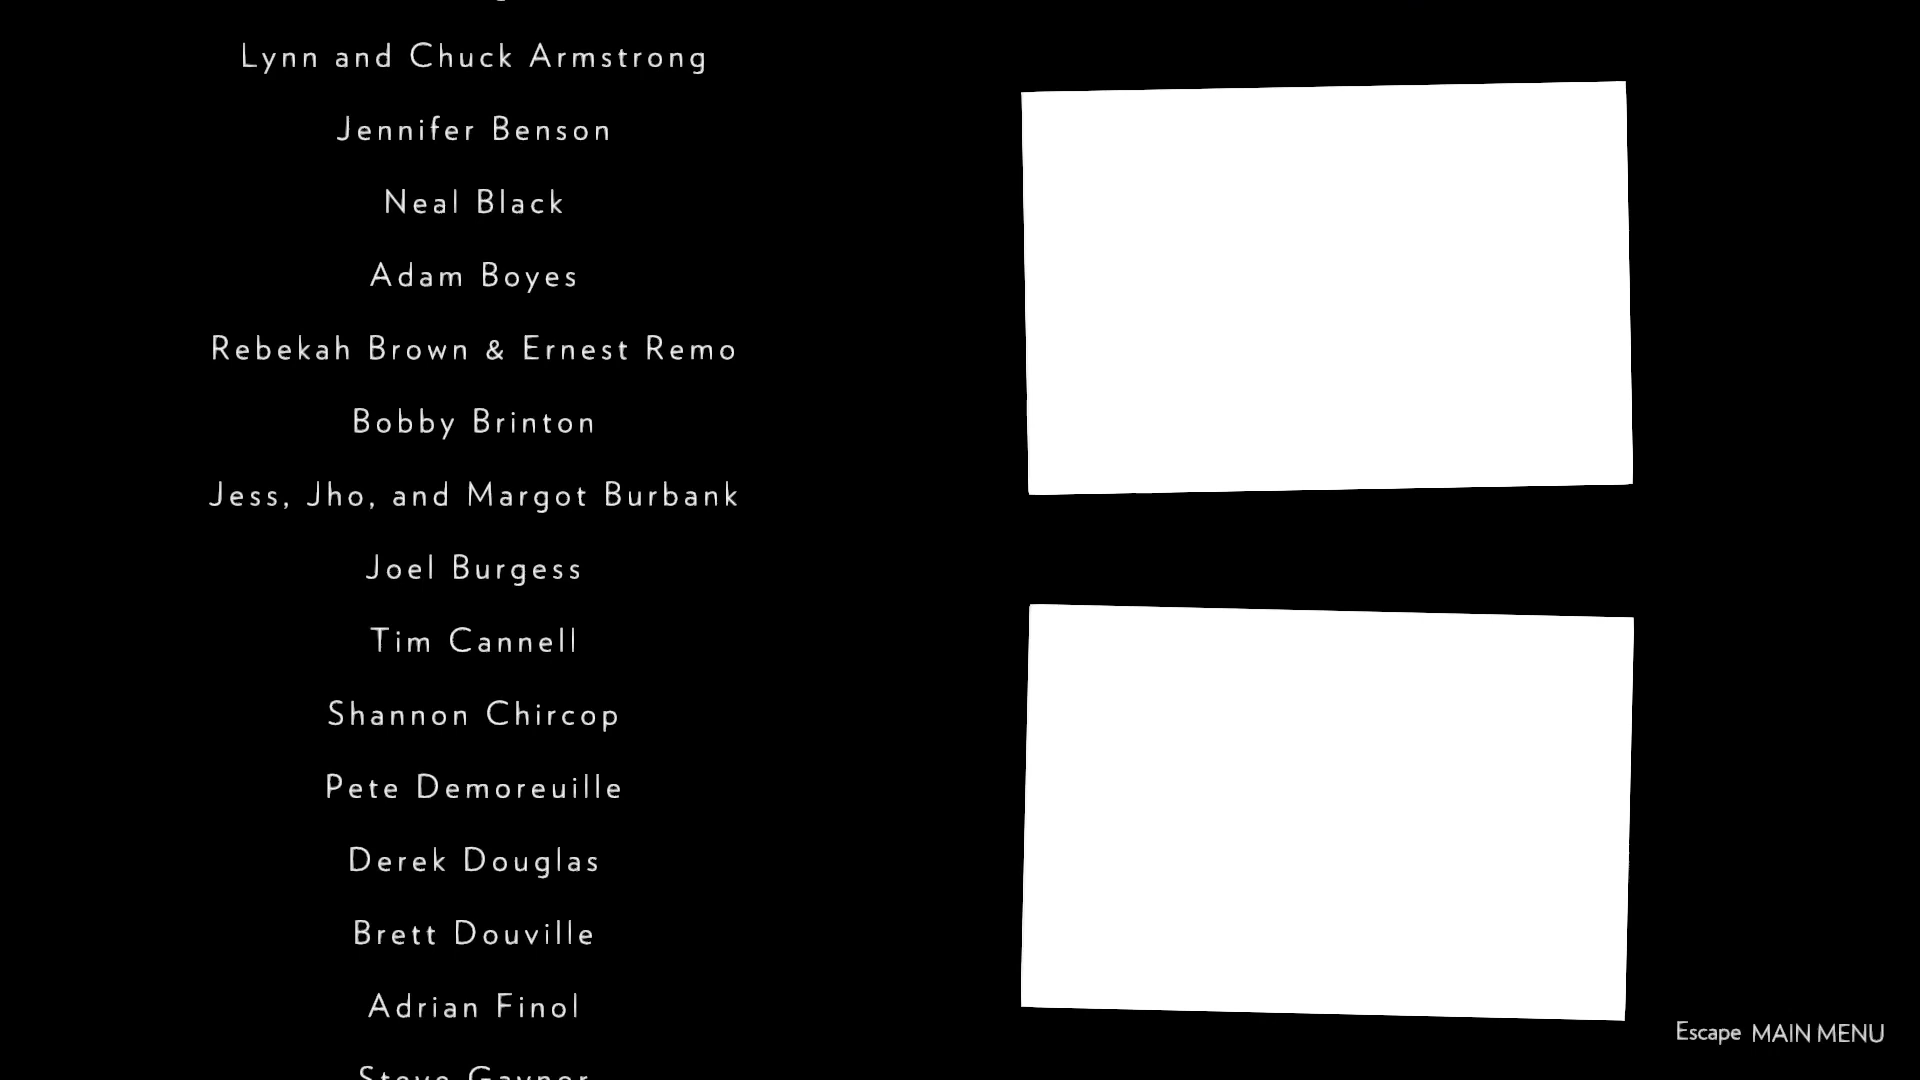 Lynn and Chuck Armstrong
Jennifer Benson
Neal Black
Adam Boyes
Rebekah Brown & Ernest Remo
Bobby Brinton
Jess, Jho, and Margot Burbank
Joel Burgess
Tim Cannell
Shannon Chircop
Pete Demoreuille
Derek Douglas
Brett Douville
Adrian Finol
Steve Gaynor
Escape MAIN MENU